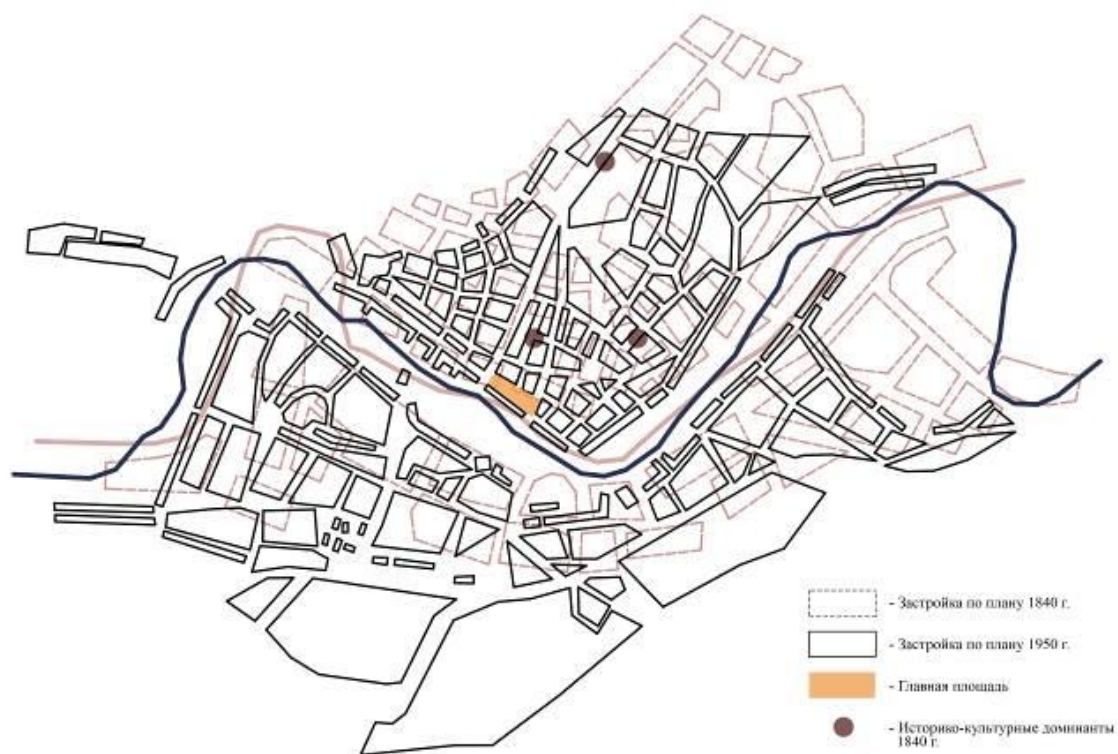 - Застройка по плану 1840 г.
- Застройка по плану 1950 г.
- Главная площадь
- Историко-культурные доминанты
1840 г.